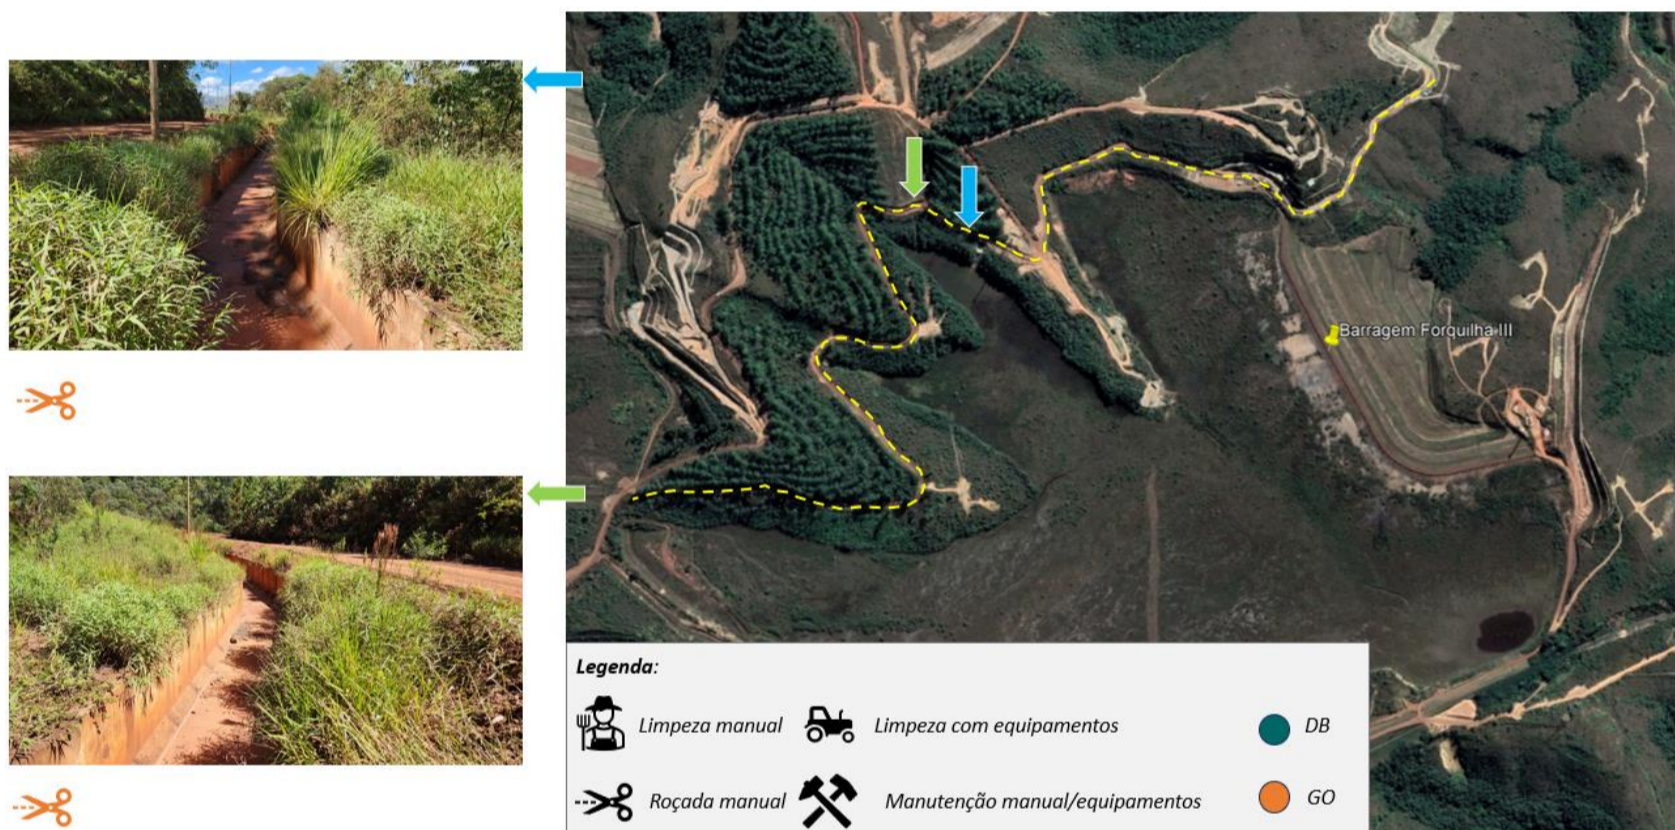 Barragem Forquilha III
Legenda:
Limpeza manual
Limpeza com equipamentos
DB
Roçada manual
Manutenção manual/equipamentos
GO